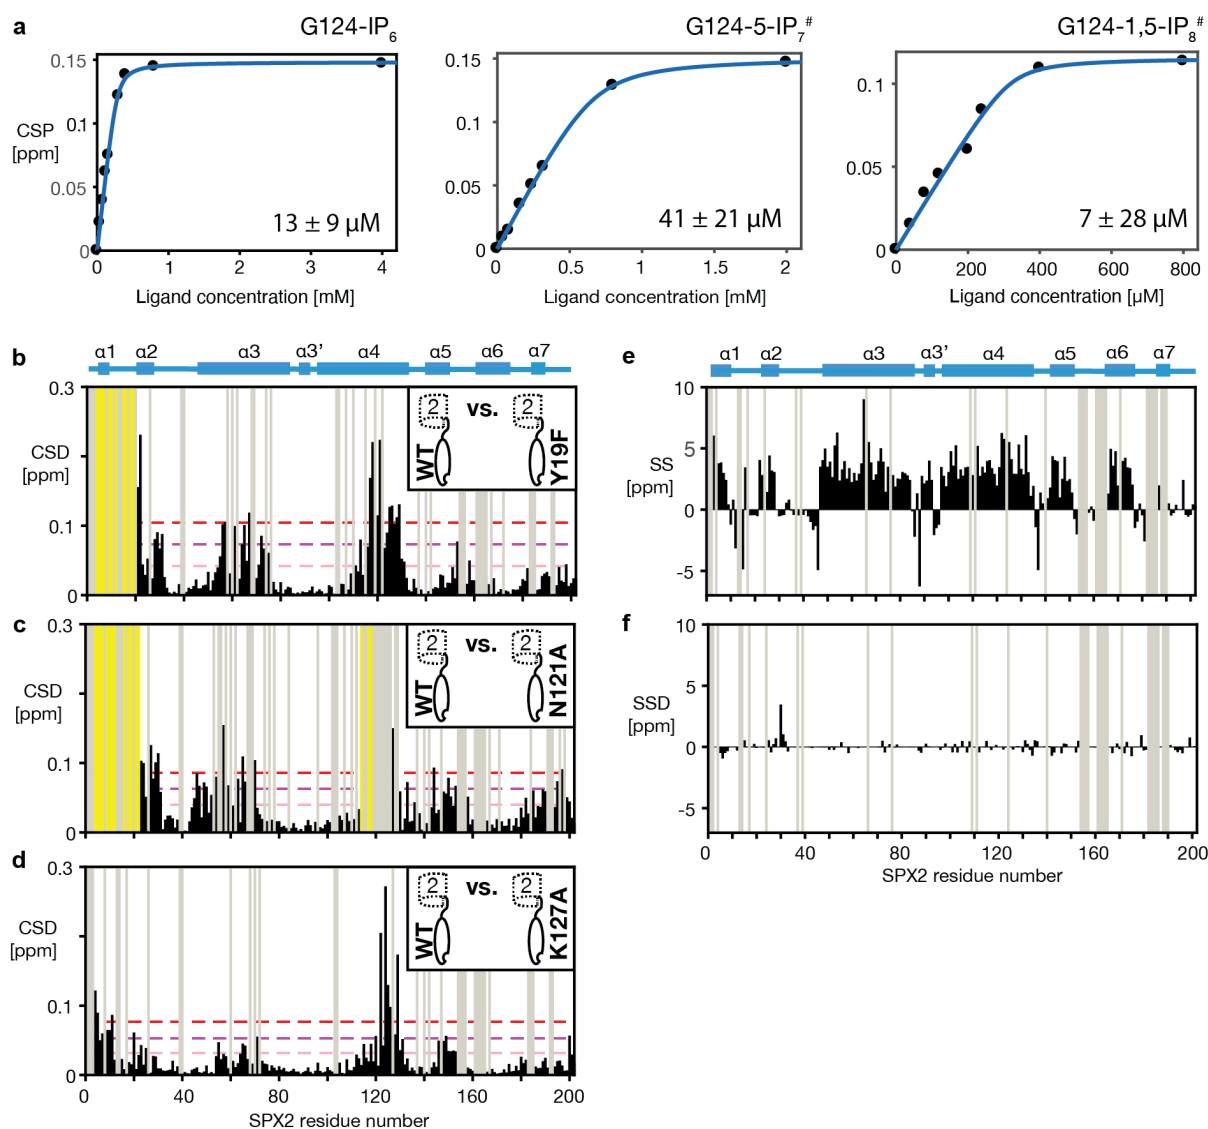 a
G124-IP6
G124-5-IP7#
G124-1,5-IP8#
CSP
[ppm]
0.15
0.1
0.05
0
13 ± 9 µM
0 1 2 3 4
Ligand concentration [mM]
0.15
0.1
0.05
0
41 ± 21 µM
0 0.5 1 1.5 2
Ligand concentration [mM]
0.1
0.05
0
7 ± 28 µM
0 200 400 600 800
Ligand concentration [µM]
b
α1 α2 α3 α3’ α4 α5 α6 α7
0.3
CSD
[ppm]
0.1
0
2 vs. 2
WT
Y19F
c
0.3
CSD
[ppm]
0.1
0
2 vs. 2
WT
N121A
d
0.3
CSD
[ppm]
0.1
0
2 vs. 2
WT
K127A
0 40 80 120 160 200
SPX2 residue number
e
α1 α2 α3 α3’ α4 α5 α6 α7
10
5
SS
[ppm]
0
-5
f
10
5
SSD
[ppm]
0
-5
0 40 80 120 160 200
SPX2 residue number